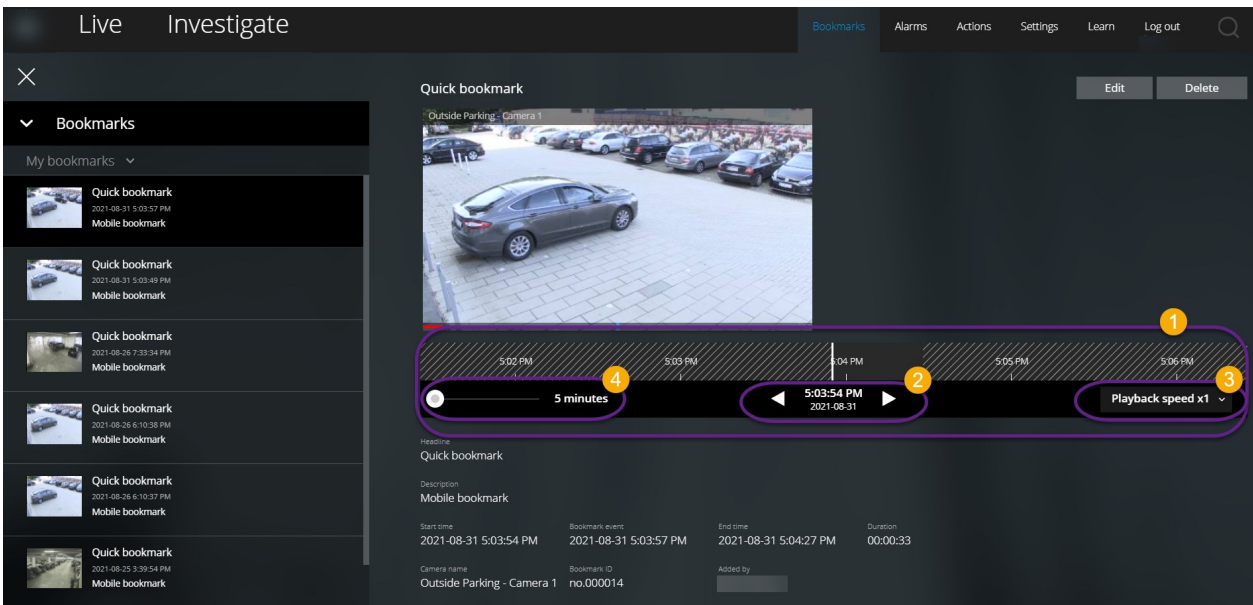 Live Investigate Bookmarks Alarms Actions Settings Learn Log out
Bookmarks
My bookmarks
Quick bookmark
2021-08-31 5:03:57 PM
Mobile bookmark
Quick bookmark
2021-08-31 5:03:49 PM
Mobile bookmark
Quick bookmark
2021-08-26 7:33:34 PM
Mobile bookmark
Quick bookmark
2021-08-26 6:10:38 PM
Mobile bookmark
Quick bookmark
2021-08-26 6:10:37 PM
Mobile bookmark
Quick bookmark
2021-08-25 3:39:54 PM
Mobile bookmark
Quick bookmark Edit Delete
Outside Parking - Camera 1
1
5:02 PM 5:03 PM 5:04 PM 5:05 PM 5:06 PM
4 2 3
5 minutes 5:03:54 PM Playback speed x1
2021-08-31
Headline
Quick bookmark
Description
Mobile bookmark
Start time Bookmark event End time Duration
2021-08-31 5:03:54 PM 2021-08-31 5:03:57 PM 2021-08-31 5:04:27 PM 00:00:33
Camera name Bookmark ID Added by
Outside Parking - Camera 1 no.000014